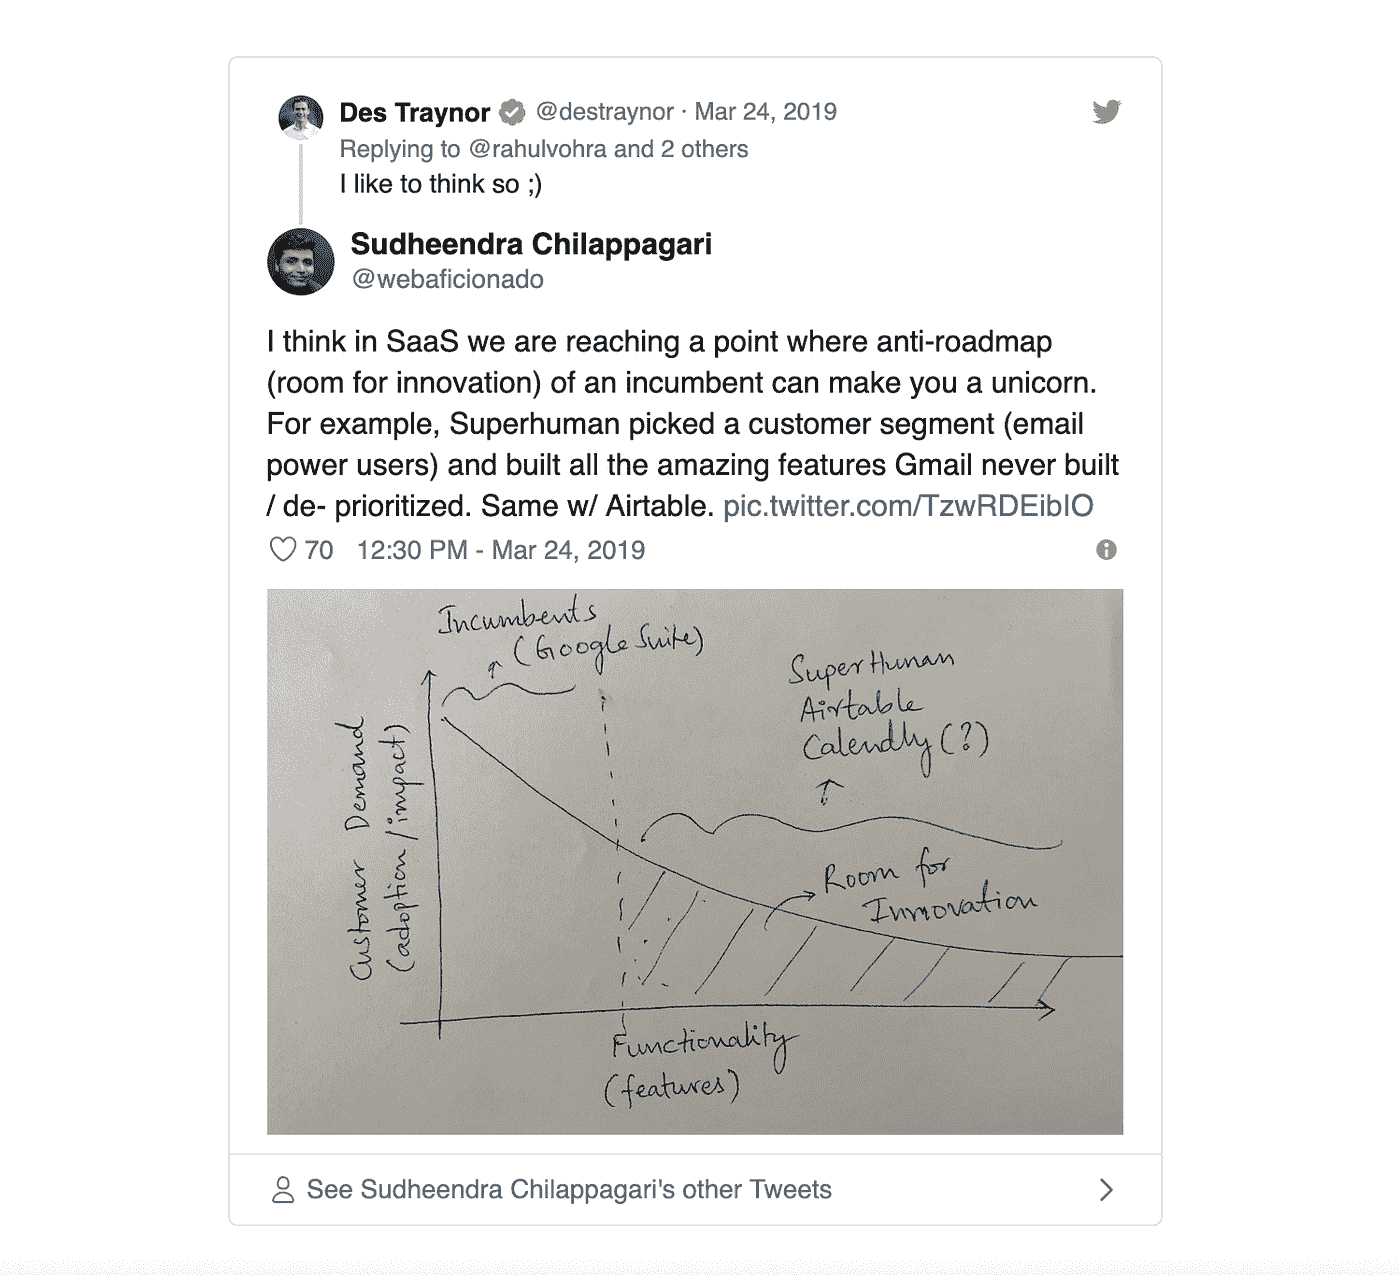 Des Traynor @destraynor · Mar 24, 2019
Replying to @rahulvohra and 2 others
I like to think so ;)
Sudheendra Chilappagari
@webaficionado
I think in SaaS we are reaching a point where anti-roadmap
(room for innovation) of an incumbent can make you a unicorn.
For example, Superhuman picked a customer segment (email
power users) and built all the amazing features Gmail never built
/ de- prioritized. Same w/ Airtable. pic.twitter.com/TzwRDEibIO
70 12:30 PM - Mar 24, 2019
Incumbents
(Google Suite)
SuperHuman
Airtable
Calendly (?)
Customer Demand
(adoption/impact)
Room for
Innovation
Functionality
(features)
See Sudheendra Chilappagari's other Tweets